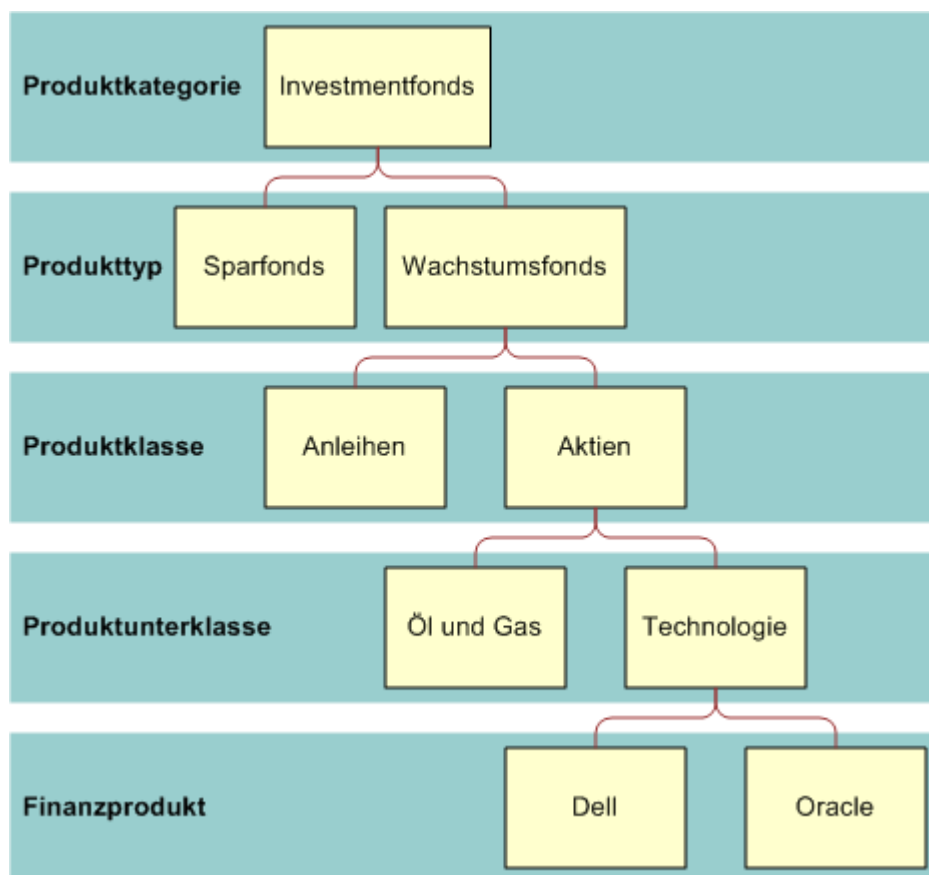 Produktkategorie
Investmentfonds
Produkttyp
Sparfonds
Wachstumsfonds
Produktklasse
Anleihen
Aktien
Produktunterklasse
Öl und Gas
Technologie
Finanzprodukt
Dell
Oracle